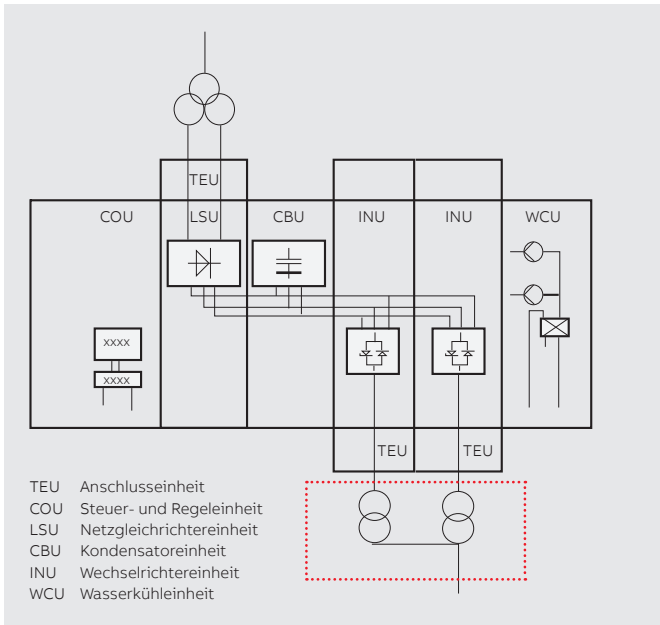 TEU
COU LSU CBU INU INU WCU
XXXX
XXXX
TEU TEU
TEU Anschlusseinheit
COU Steuer- und Regeleinheit
LSU Netzgleichrichtereinheit
CBU Kondensatoreinheit
INU Wechselrichtereinheit
WCU Wasserkühleinheit